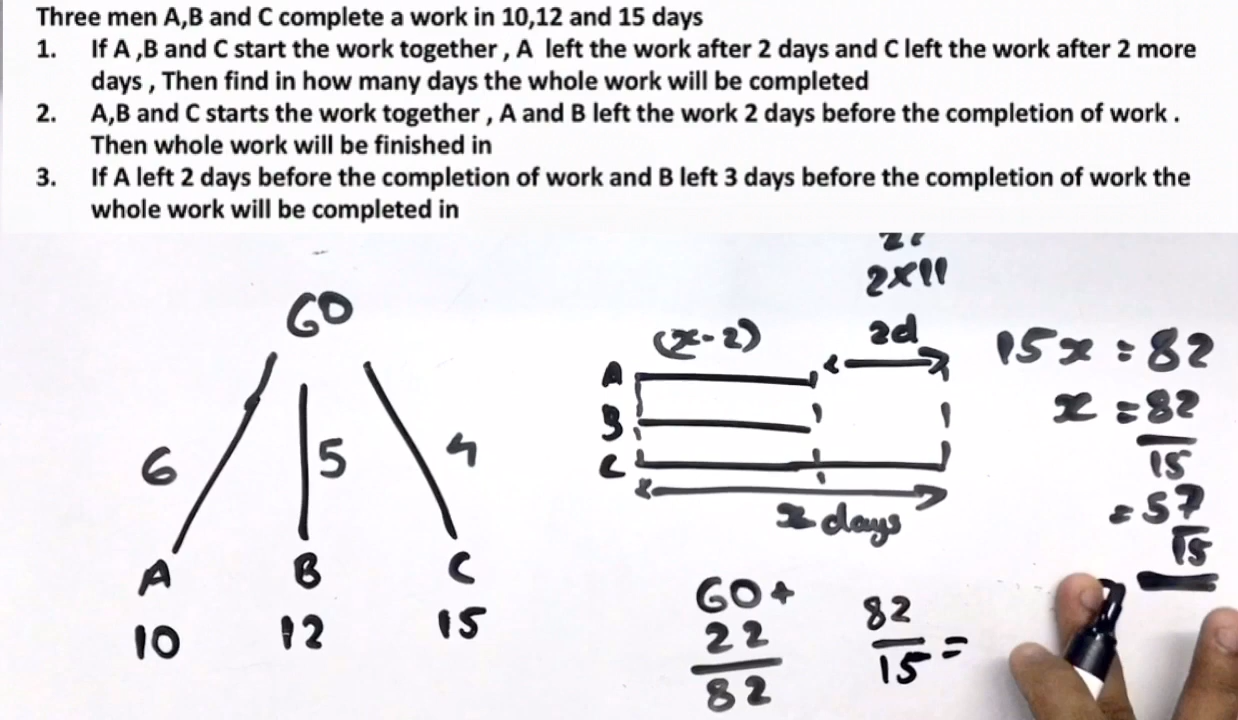 Three men A,B and C complete a work in 10,12 and 15 days
1. If A ,B and C start the work together , A left the work after 2 days and C left the work after 2 more
days , Then find in how many days the whole work will be completed
2. A,B and C starts the work together , A and B left the work 2 days before the completion of work .
Then whole work will be finished in
3. If A left 2 days before the completion of work and B left 3 days before the completion of work the
whole work will be completed in
2×11
60
(x-2)
2d
15x = 82
A
B
C
x = 82
15
6
5
4
x days
= 57
15
A
B
C
10
12
15
60+
22
82
82
15 =